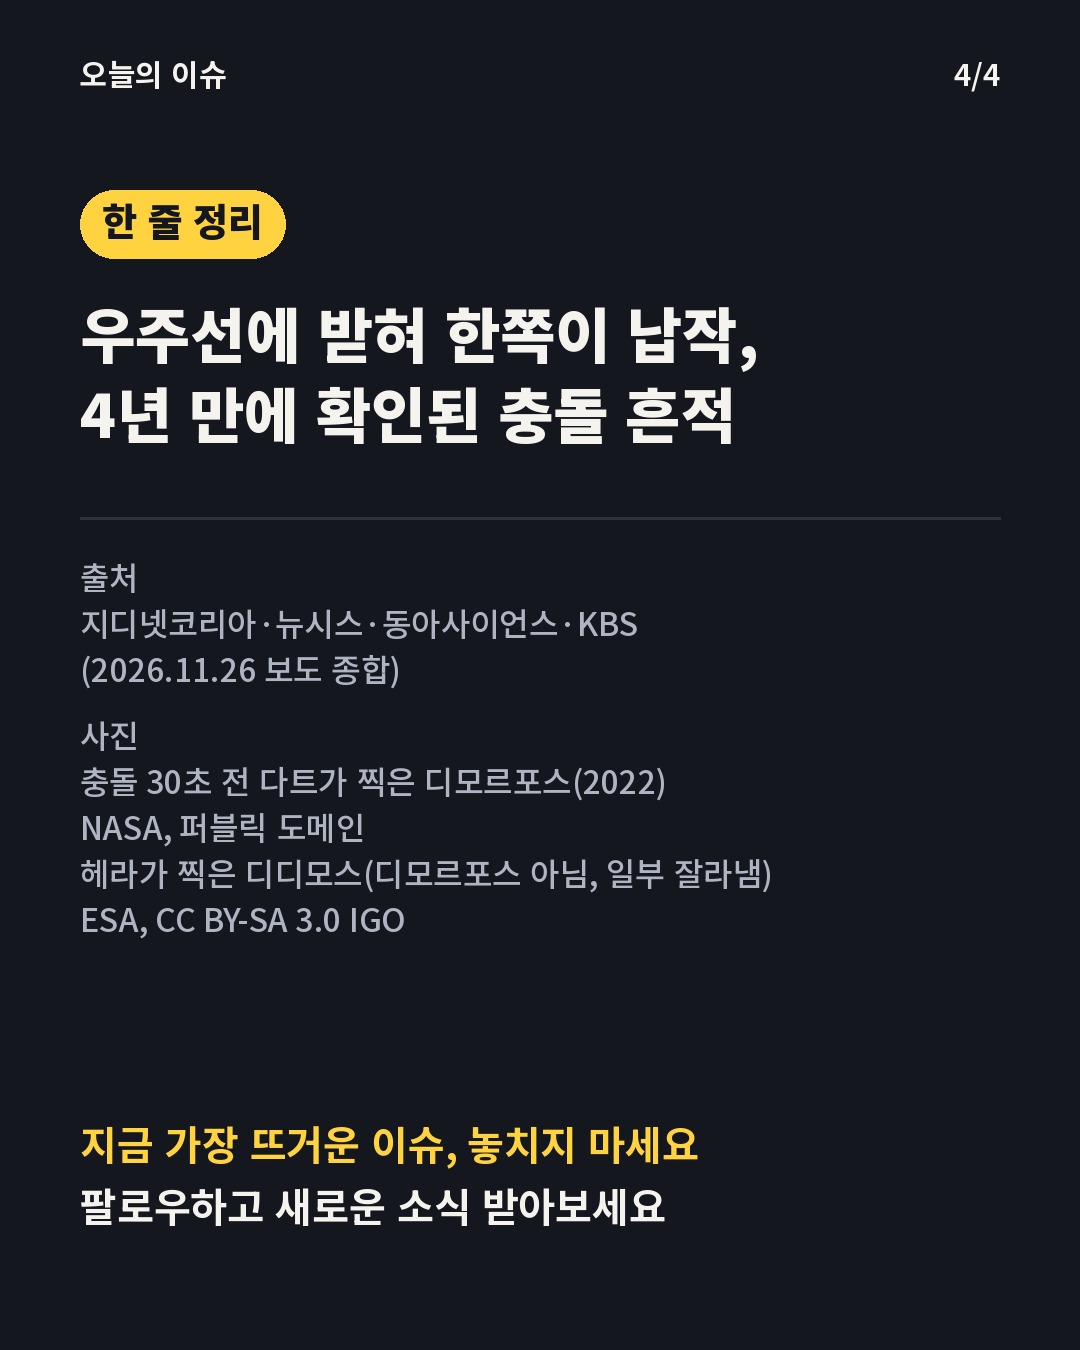 오늘의 이슈
4/4
한 줄 정리
우주선에 받혀 한쪽이 납작,
4년 만에 확인된 충돌 흔적
출처
지디넷코리아·뉴시스·동아사이언스·KBS
(2026.11.26 보도 종합)
사진
충돌 30초 전 다트가 찍은 디모르포스(2022)
NASA, 퍼블릭 도메인
헤라가 찍은 디디모스(디모르포스 아님, 일부 잘라냄)
ESA, CC BY-SA 3.0 IGO
지금 가장 뜨거운 이슈, 놓치지 마세요
팔로우하고 새로운 소식 받아보세요